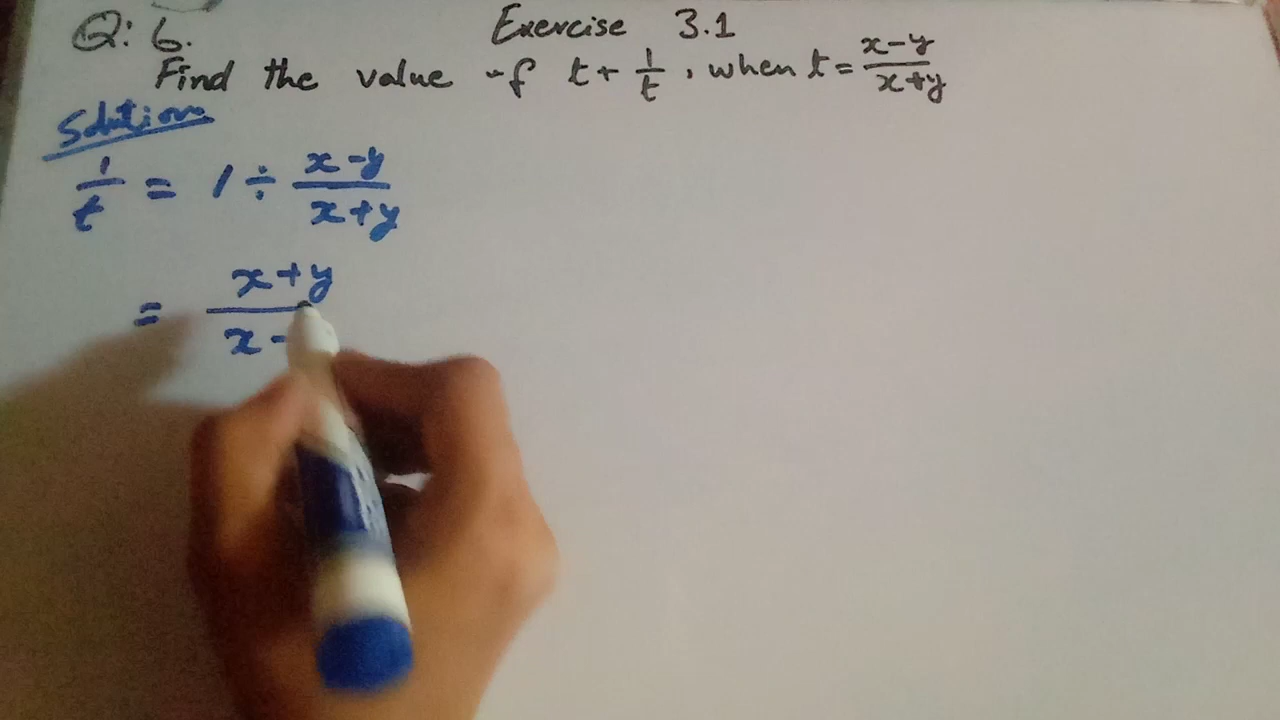 Q: 6. Exercise 3.1
Find the value of t + 1/t, when t = x-y/x+y
Solution
1/t = 1 ÷ x-y/x+y
= x+y/x-